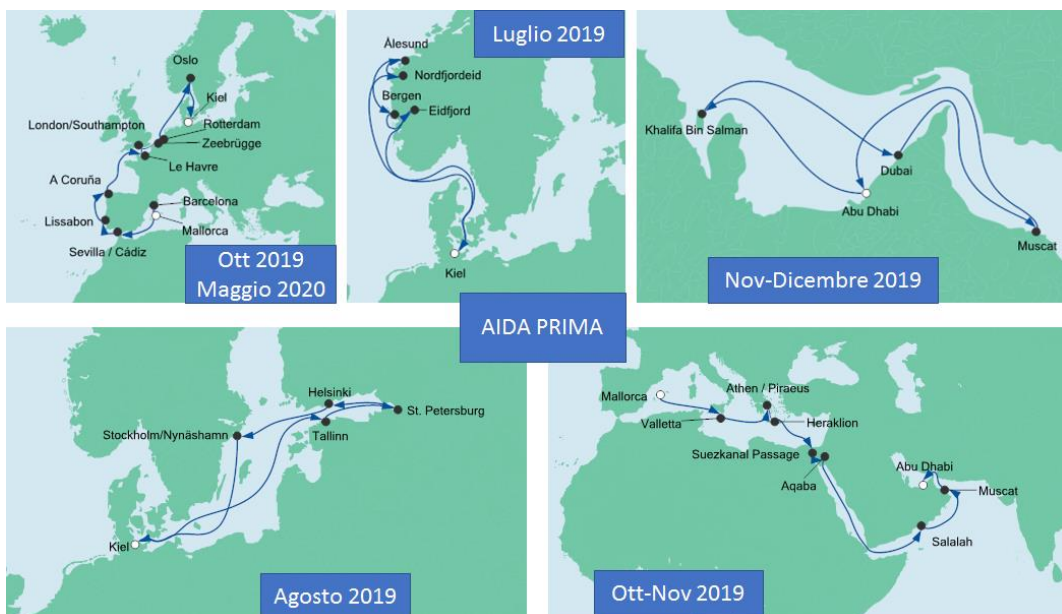 Oslo
Kiel
London/Southampton
Rotterdam
Zeebrügge
Le Havre
A Coruña
Barcelona
Lissabon
Mallorca
Sevilla / Cádiz
Ott 2019
Maggio 2020
Luglio 2019
Ålesund
Nordfjordeid
Bergen
Eidfjord
Kiel
Khalifa Bin Salman
Dubai
Abu Dhabi
Muscat
Nov-Dicembre 2019
AIDA PRIMA
Helsinki
St. Petersburg
Tallinn
Stockholm/Nynäshamn
Kiel
Agosto 2019
Mallorca
Athen / Piraeus
Valletta
Heraklion
Suezkanal Passage
Abu Dhabi
Aqaba
Muscat
Salalah
Ott-Nov 2019